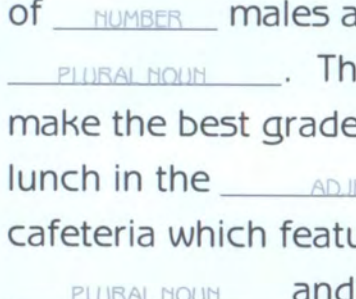 of NUMBER males a
PLURAL NOUN. Th
make the best grade
lunch in the ADJ
cafeteria which featu
PLURAL NOUN and